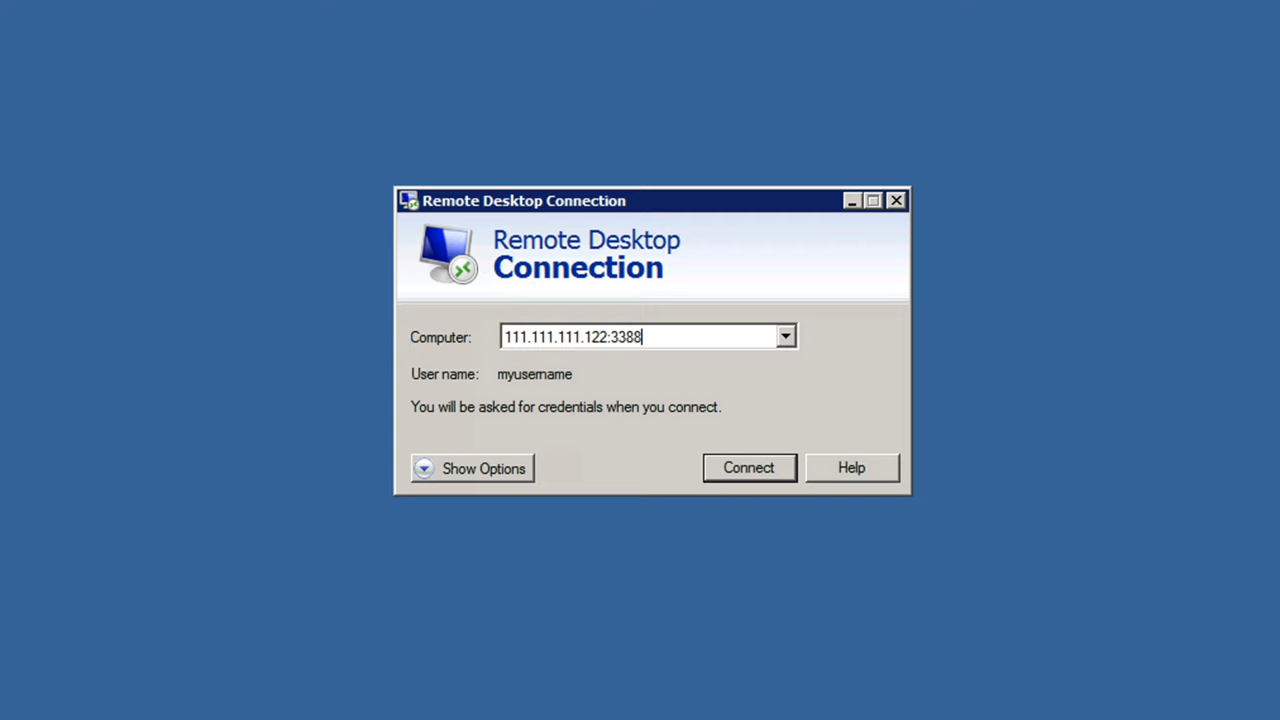 Remote Desktop Connection
Remote Desktop
Connection
Computer: 111.111.111.122:3388
User name: myusername
You will be asked for credentials when you connect.
Show Options Connect Help